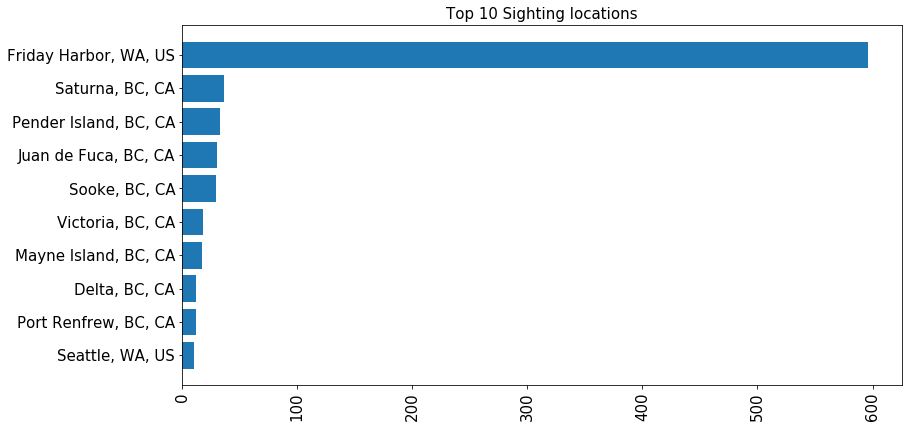 Top 10 Sighting locations
Friday Harbor, WA, US
Saturna, BC, CA
Pender Island, BC, CA
Juan de Fuca, BC, CA
Sooke, BC, CA
Victoria, BC, CA
Mayne Island, BC, CA
Delta, BC, CA
Port Renfrew, BC, CA
Seattle, WA, US
0
100
200
300
400
500
600